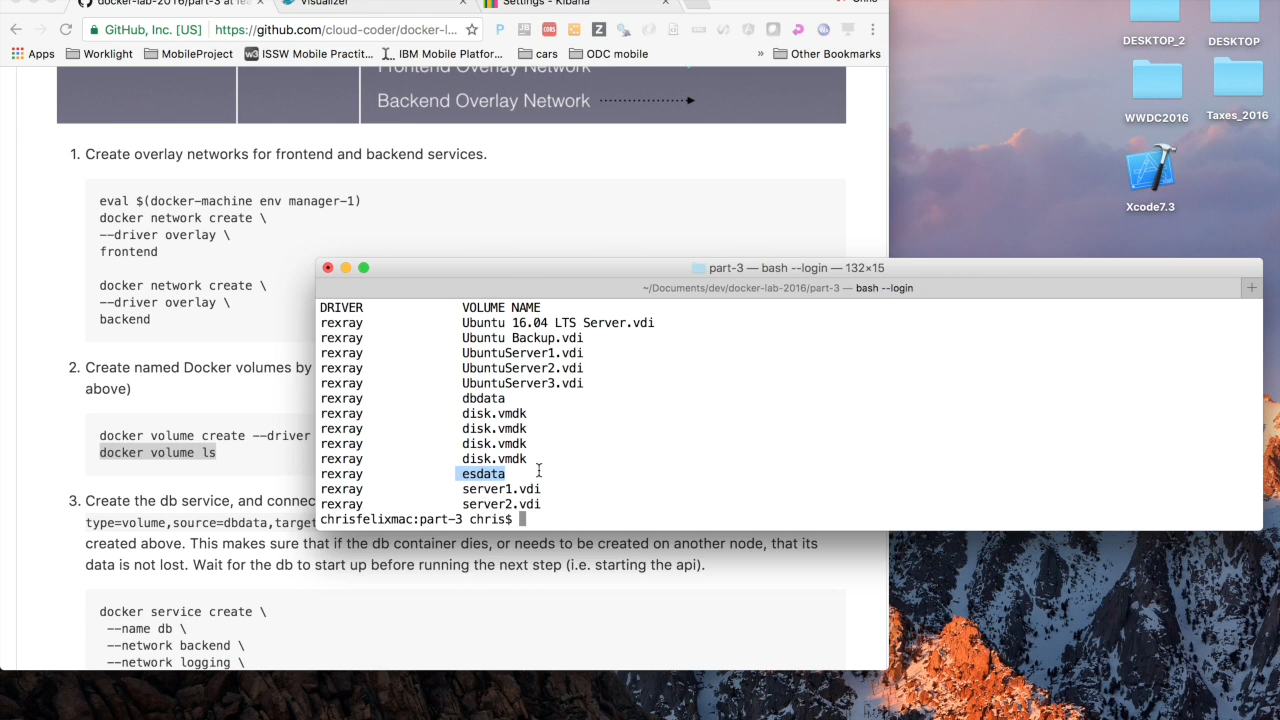 docker-lab-2016/part-3 at
Visualizer
Settings - Kibana
Chris
GitHub, Inc. [US]
https://github.com/cloud-coder/docker-l...
Apps
Worklight
MobileProject
ISSW Mobile Practit...
IBM Mobile Platfor...
cars
ODC mobile
»
Other Bookmarks
Frontend Overlay Network
Backend Overlay Network
1. Create overlay networks for frontend and backend services.
eval $(docker-machine env manager-1)
docker network create \
--driver overlay \
frontend
docker network create \
--driver overlay \
backend
2. Create named Docker volumes by
above)
docker volume create --driver
docker volume ls
3. Create the db service, and connec
type=volume,source=dbdata,target
created above. This makes sure that if the db container dies, or needs to be created on another node, that its
data is not lost. Wait for the db to start up before running the next step (i.e. starting the api).
docker service create \
--name db \
--network backend \
--network logging \
part-3 — bash --login — 132×15
~/Documents/dev/docker-lab-2016/part-3 — bash --login
DRIVER VOLUME NAME
rexray Ubuntu 16.04 LTS Server.vdi
rexray Ubuntu Backup.vdi
rexray UbuntuServer1.vdi
rexray UbuntuServer2.vdi
rexray UbuntuServer3.vdi
rexray dbdata
rexray disk.vmdk
rexray disk.vmdk
rexray disk.vmdk
rexray disk.vmdk
rexray esdata
rexray server1.vdi
rexray server2.vdi
chrisfelixmac:part-3 chris$
DESKTOP_2
DESKTOP
WWDC2016
Taxes_2016
Xcode7.3